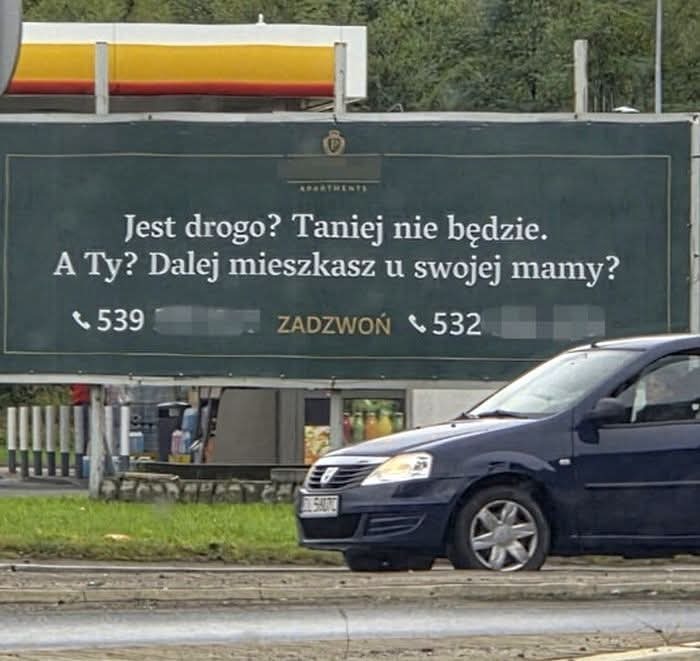 P
APARTMENTS
Jest drogo? Taniej nie będzie.
A Ty? Dalej mieszkasz u swojej mamy?
539 ZADZWOŃ 532